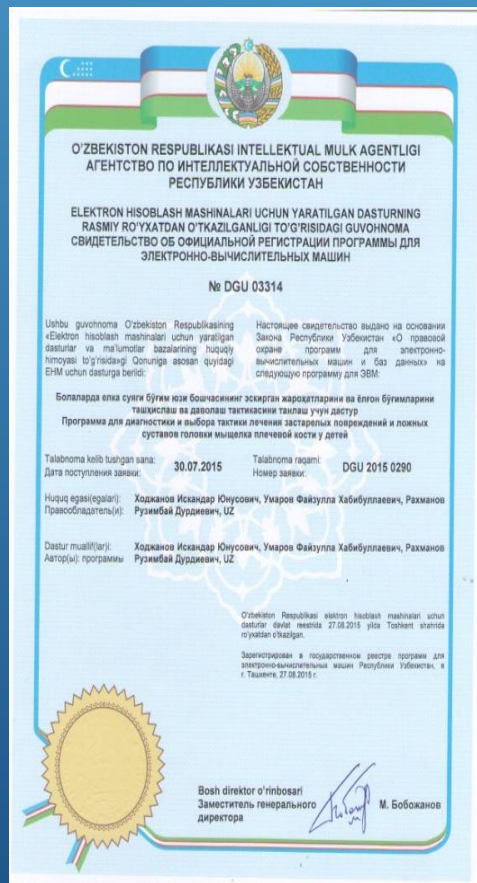 O'ZBEKISTON RESPUBLIKASI INTELLEKTUAL MULK AGENTLIGI
АГЕНТСТВО ПО ИНТЕЛЛЕКТУАЛЬНОЙ СОБСТВЕННОСТИ
РЕСПУБЛИКИ УЗБЕКИСТАН
ELEKTRON HISOBLASH MASHINALARI UCHUN YARATILGAN DASTURNING
RASMIY RO'YXATDAN O'TKAZILGANLIGI TO'G'RISIDAGI GUVOHNOMA
СВИДЕТЕЛЬСТВО ОБ ОФИЦИАЛЬНОЙ РЕГИСТРАЦИИ ПРОГРАММЫ ДЛЯ
ЭЛЕКТРОННО-ВЫЧИСЛИТЕЛЬНЫХ МАШИН
№ DGU 03314
Ushbu guvohnoma O'zbekiston Respublikasining
«Elektron hisoblash mashinalari uchun yaratilgan
dasturlar va ma'lumotlar bazalarining huquqiy
himoyasi to'g'risida»gi Qonuniga asosan quyidagi
EHM uchun dasturga berildi:
Настоящее свидетельство выдано на основании
Закона Республики Узбекистан «О правовой
охране программ для электронно-
вычислительных машин и баз данных» на
следующую программу для ЭВМ:
Болаларда елка суяги бўғим юзи бошчасининг эскирган жароҳатларини ва ёлғон бўғимларини
ташҳислаш ва даволаш тактикасини танлаш учун дастур
Программа для диагностики и выбора тактики лечения застарелых повреждений и ложных
суставов головки мыщелка плечевой кости у детей
Talabnoma kelib tushgan sana:
Дата поступления заявки:
30.07.2015
Talabnoma raqami:
Номер заявки:
DGU 2015 0290
Huquq egasi(egalari):
Правообладатель(и):
Ходжанов Искандар Юнусович, Умаров Файзулла Хабибуллаевич, Рахманов
Рузимбай Дурдиевич, UZ
Dastur muallif(lar)i:
Автор(ы): программы
Ходжанов Искандар Юнусович, Умаров Файзулла Хабибуллаевич, Рахманов
Рузимбай Дурдиевич, UZ
O'zbekiston Respublikasi elektron hisoblash mashinalari uchun
dasturlar davlat reestrida 27.08.2015 yilda Toshkent shahrida
ro'yxatdan o'tkazilgan.
Зарегистрирован в государственном реестре программ для
электронно-вычислительных машин Республики Узбекистан, в
г. Ташкенте, 27.08.2015 г.
Bosh direktor o'rinbosari
Заместитель генерального
директора
М. Бобожанов